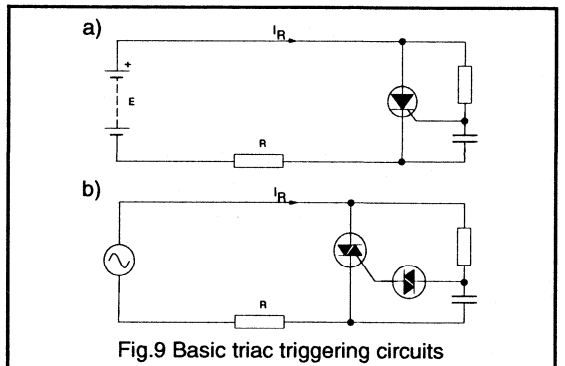 a)
IR
+
E
R
b)
IR
R
Fig.9 Basic triac triggering circuits